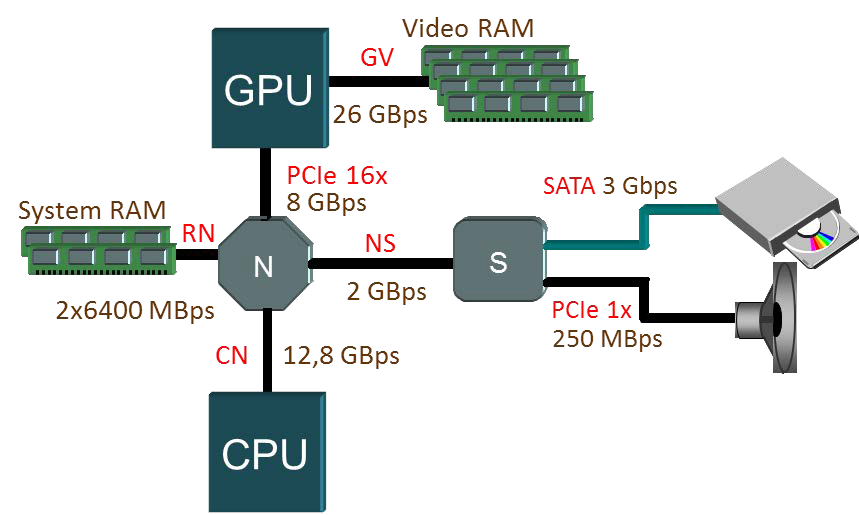 Video RAM
GV
GPU
26 GBps
PCIe 16x
8 GBps
SATA 3 Gbps
System RAM
RN
N
NS
S
2x6400 MBps
2 GBps
PCIe 1x
250 MBps
CN
12,8 GBps
CPU